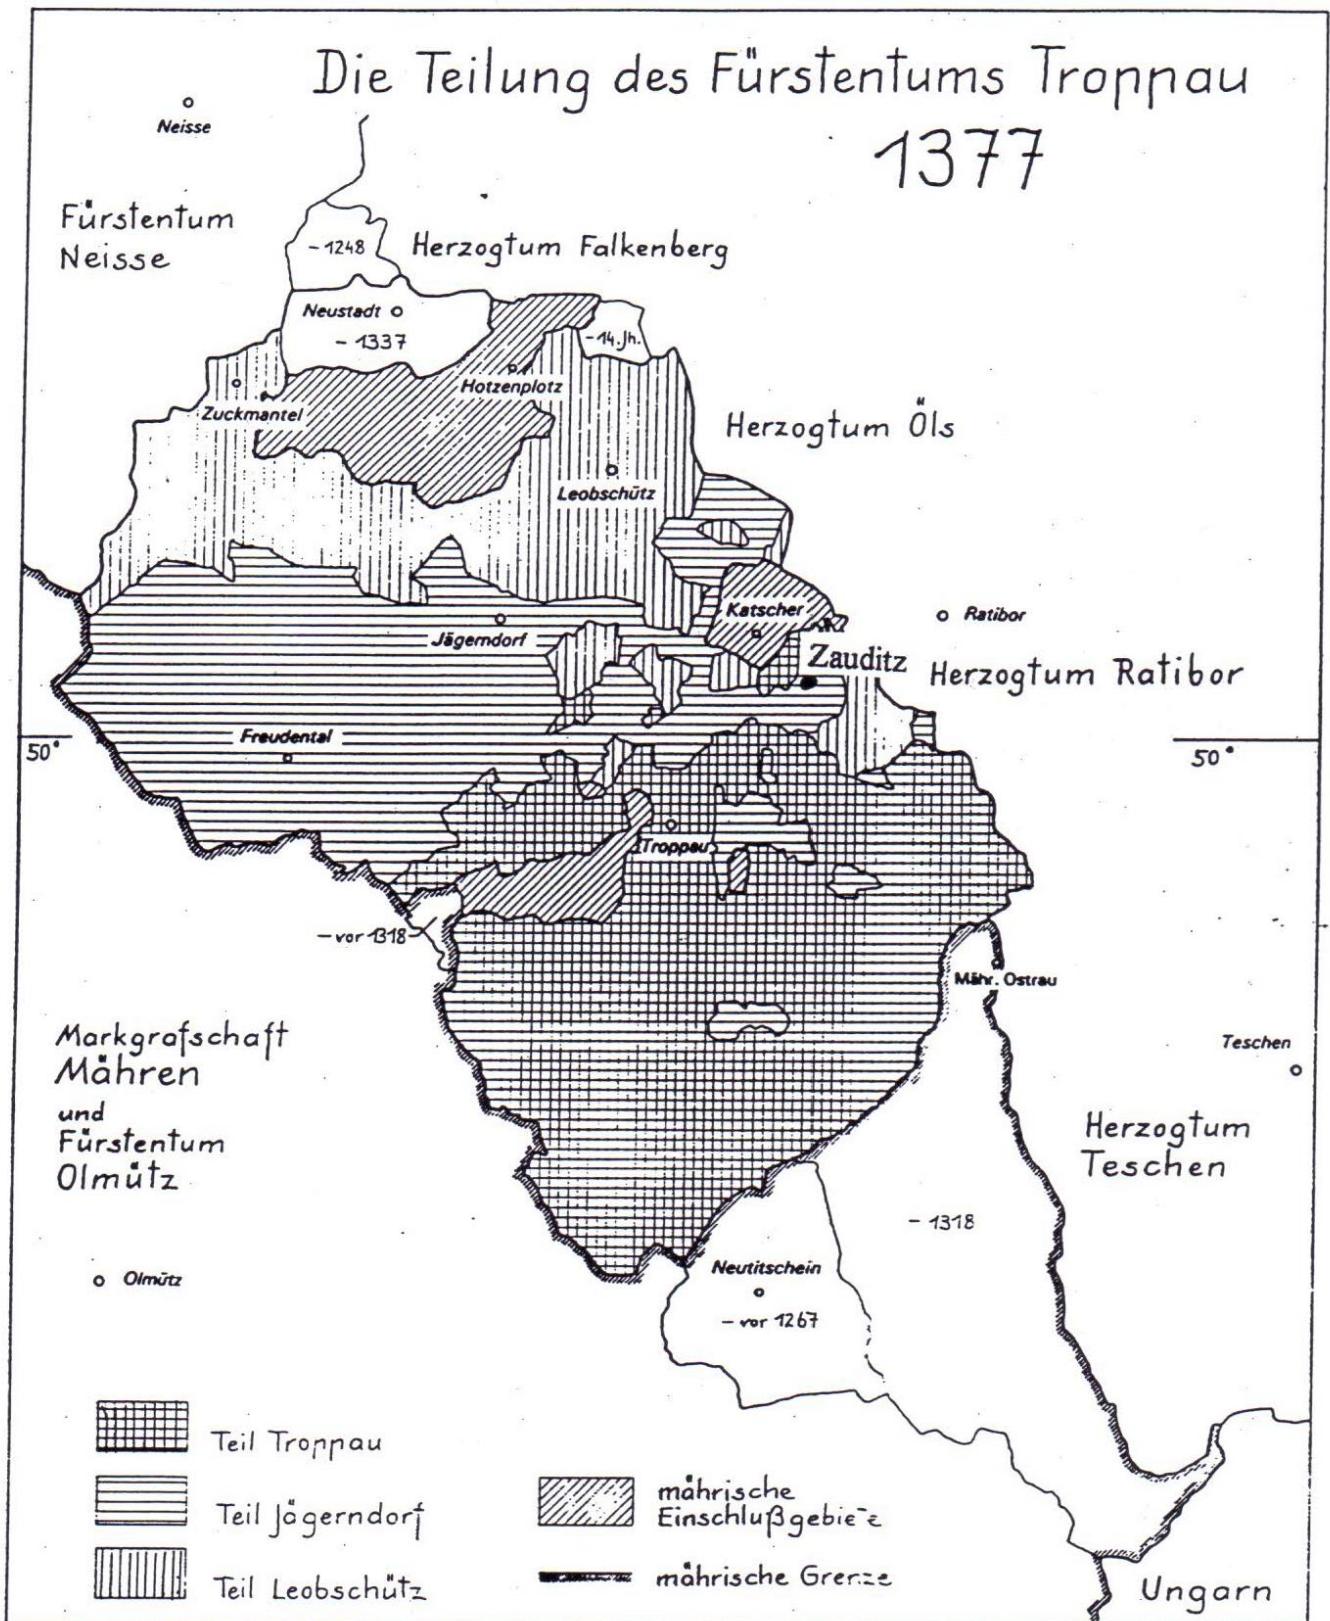 Die Teilung des Fürstentums Troppau
1377
Neisse
Fürstentum
Neisse
- 1248
Herzogtum Falkenberg
Neustadt
- 1337
- 14. Jh.
Hotzenplotz
Zuckmantel
Herzogtum Öls
Leobschütz
Katscher
Ratibor
Jägerndorf
Zauditz
Herzogtum Ratibor
Freudental
50°
50°
Troppau
- vor 1318
Mähr. Ostrau
Markgrafschaft
Mähren
und
Fürstentum
Olmütz
Teschen
Herzogtum
Teschen
- 1318
Olmütz
Neutitschein
- vor 1267
Teil Troppau
Teil Jägerndorf
Teil Leobschütz
mährische
Einschlußgebiete
mährische Grenze
Ungarn